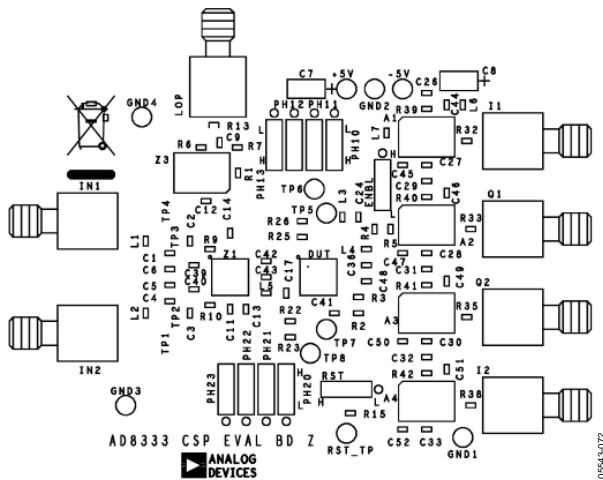 C7
+5V
-5V
C26
C8
LOP
GND4
PH12
PH11
GND2
R39
C44
L6
I1
R13
C9
L
L
A1
L7
R32
R6
R7
PH10
H
Z3
H
H
C27
R1
PH13
ENBL
C45
IN1
TP6
C29
C46
Q1
TP4
C12
TP5
L3
C24
R40
C14
R26
R4
L
R33
L1
TP3
C2
R9
R25
R5
A2
C1
Z1
C42
DUT
L4
C47
C28
C6
C39
C43
C36
C31
C49
Q2
C5
C40
L5
C17
C48
R41
C4
R3
L2
TP2
R10
C41
R2
A3
R35
C3
C11
C13
R22
TP7
TP1
PH22
PH21
R23
C50
C30
IN2
TP8
C32
C51
I2
PH23
H
PH20
RST
R42
GND3
L
H
L
A4
R38
R15
AD8333 CSP EVAL BD Z
RST_TP
C52
C33
GND1
ANALOG
DEVICES
05543-072